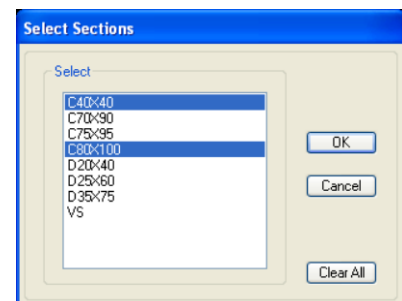 Select Sections
Select
C40X40
C70X90
C75X95
C80X100
D20X40
D25X60
D35X75
VS
OK
Cancel
Clear All